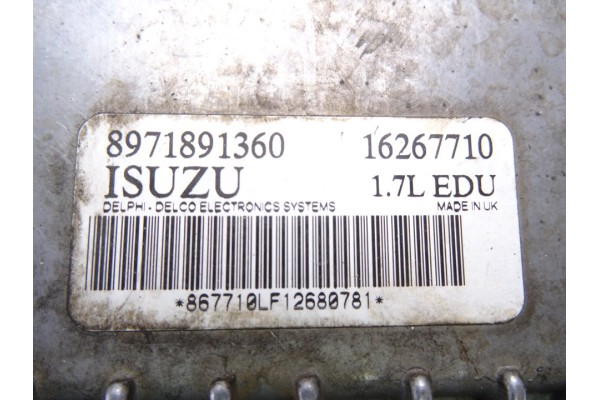 8971891360 16267710
ISUZU 1.7L EDU
DELPHI - DELCO ELECTRONICS SYSTEMS MADE IN UK
*867710LF12680781*